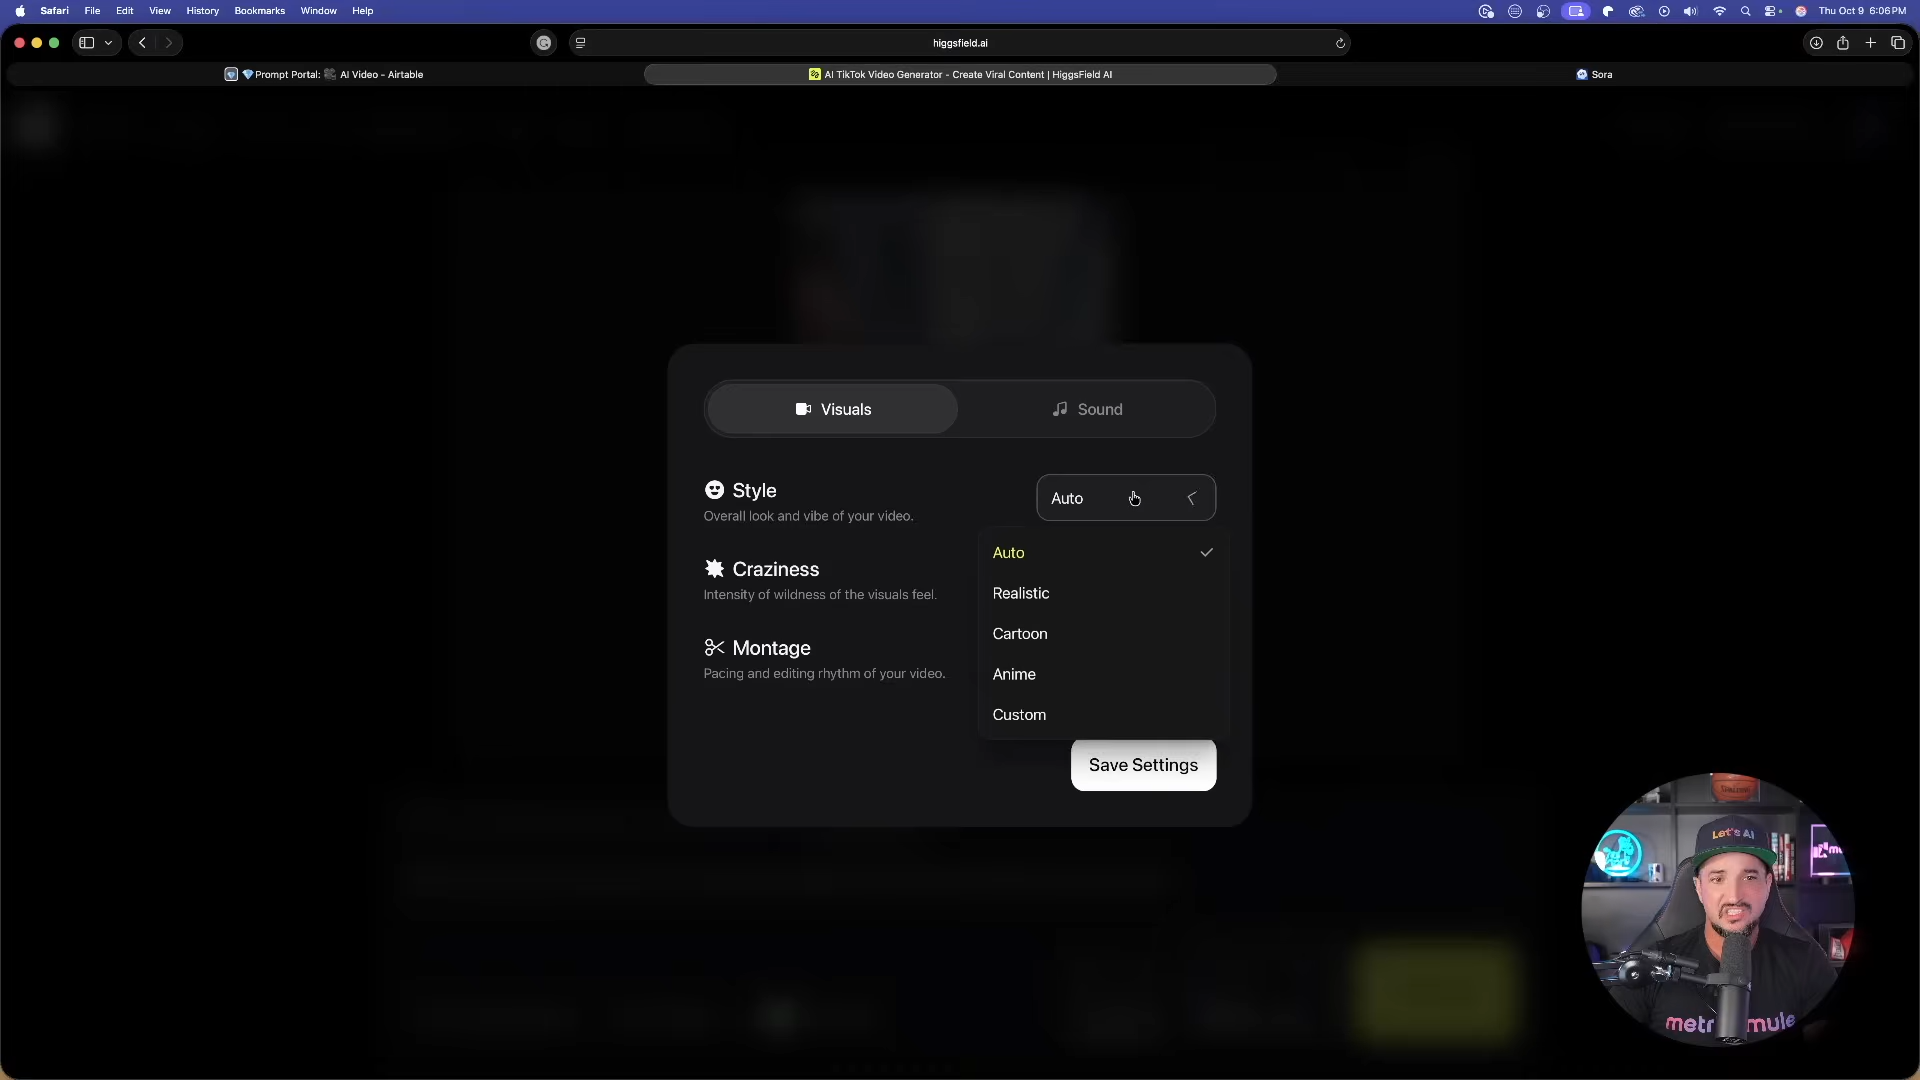 Safari File Edit View History Bookmarks Window Help Thu Oct 9 6:06 PM
higgsfield.ai
Prompt Portal: AI Video - Airtable
AI TikTok Video Generator - Create Viral Content | HiggsField AI
Sora
Visuals
Sound
Style
Overall look and vibe of your video.
Auto
Auto
Realistic
Cartoon
Anime
Custom
Craziness
Intensity of wildness of the visuals feel.
Montage
Pacing and editing rhythm of your video.
Save Settings
Let's AI